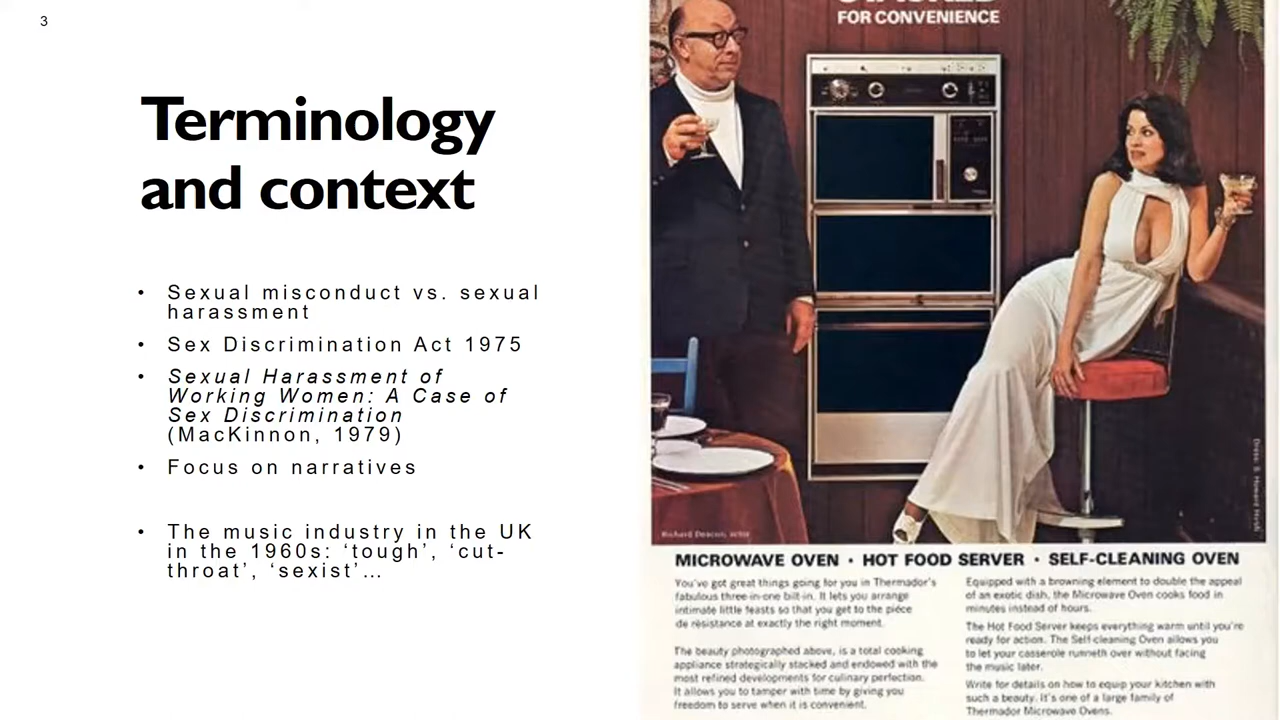 3
Terminology
and context
• Sexual misconduct vs. sexual
harassment
• Sex Discrimination Act 1975
• Sexual Harassment of
Working Women: A Case of
Sex Discrimination
(MacKinnon, 1979)
• Focus on narratives
• The music industry in the UK
in the 1960s: ‘tough’, ‘cut-
throat’, ‘sexist’…
FOR CONVENIENCE
Richard Deacon, actor
MICROWAVE OVEN · HOT FOOD SERVER · SELF-CLEANING OVEN
You've got great things going for you in Thermador's
fabulous three-in-one bilt-in. It lets you arrange
intimate little feasts so that you get to the pièce
de résistance at exactly the right moment.
The beauty photographed above, is a total cooking
appliance strategically stacked and endowed with the
most refined developments for culinary perfection.
It allows you to tamper with time by giving you
freedom to serve when it is convenient.
Equipped with a browning element to double the appeal
of an exotic dish, the Microwave Oven cooks food in
minutes instead of hours.
The Hot Food Server keeps everything warm until you're
ready for action. The Self-cleaning Oven allows you
to let your casserole runneth over without facing
the music later.
Write for details on how to equip your kitchen with
such a beauty. It's one of a large family of
Thermador Microwave Ovens.